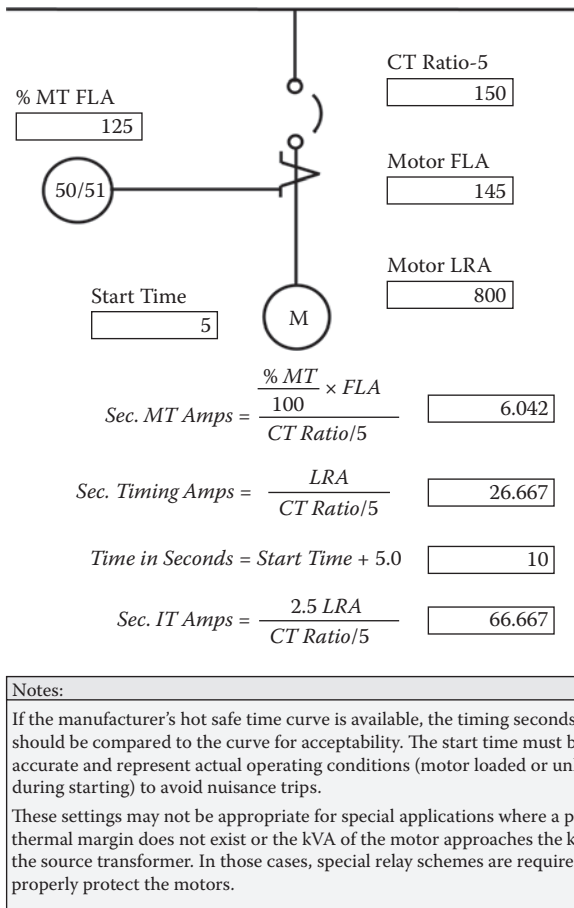 CT Ratio-5
150
% MT FLA
125
50/51
Motor FLA
145
Motor LRA
800
Start Time
5
M
Sec. MT Amps = % MT / 100 × FLA / CT Ratio/5
6.042
Sec. Timing Amps = LRA / CT Ratio/5
26.667
Time in Seconds = Start Time + 5.0
10
Sec. IT Amps = 2.5 LRA / CT Ratio/5
66.667
Notes:
If the manufacturer's hot safe time curve is available, the timing seconds
should be compared to the curve for acceptability. The start time must
accurate and represent actual operating conditions (motor loaded or
during starting) to avoid nuisance trips.
These settings may not be appropriate for special applications where a
thermal margin does not exist or the kVA of the motor approaches the
the source transformer. In those cases, special relay schemes are
properly protect the motors.